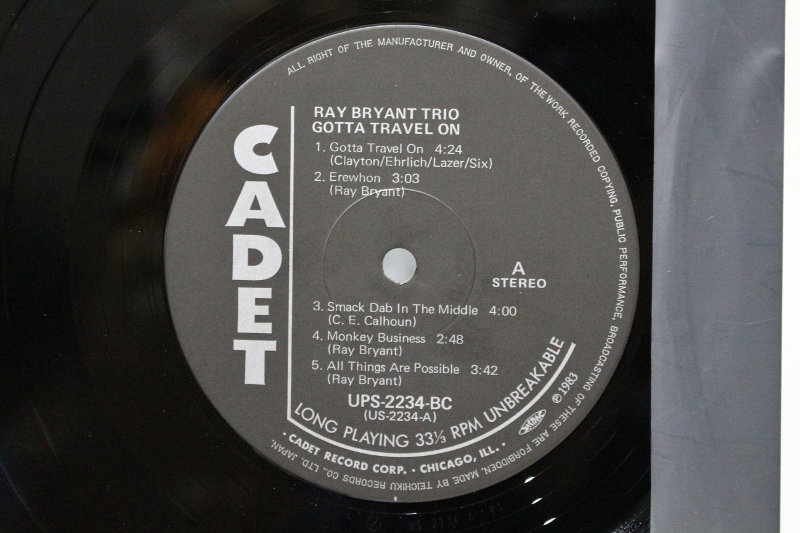 ALL RIGHT OF THE MANUFACTURER AND OWNER, OF THE WORK RECORDED COPYING, PUBLIC PERFORMANCE, BROADCASTING OF THESE ARE FORBIDDEN. MADE BY TEICHIKU RECORDS CO., LTD. JAPAN.
CADET
RAY BRYANT TRIO
GOTTA TRAVEL ON
1. Gotta Travel On 4:24
(Clayton/Ehrlich/Lazer/Six)
2. Erewhon 3:03
(Ray Bryant)
A
STEREO
3. Smack Dab In The Middle 4:00
(C. E. Calhoun)
4. Monkey Business 2:48
(Ray Bryant)
5. All Things Are Possible 3:42
(Ray Bryant)
UPS-2234-BC
(US-2234-A)
LONG PLAYING 33⅓ RPM UNBREAKABLE
℗1983
· CADET RECORD CORP. · CHICAGO, ILL. ·